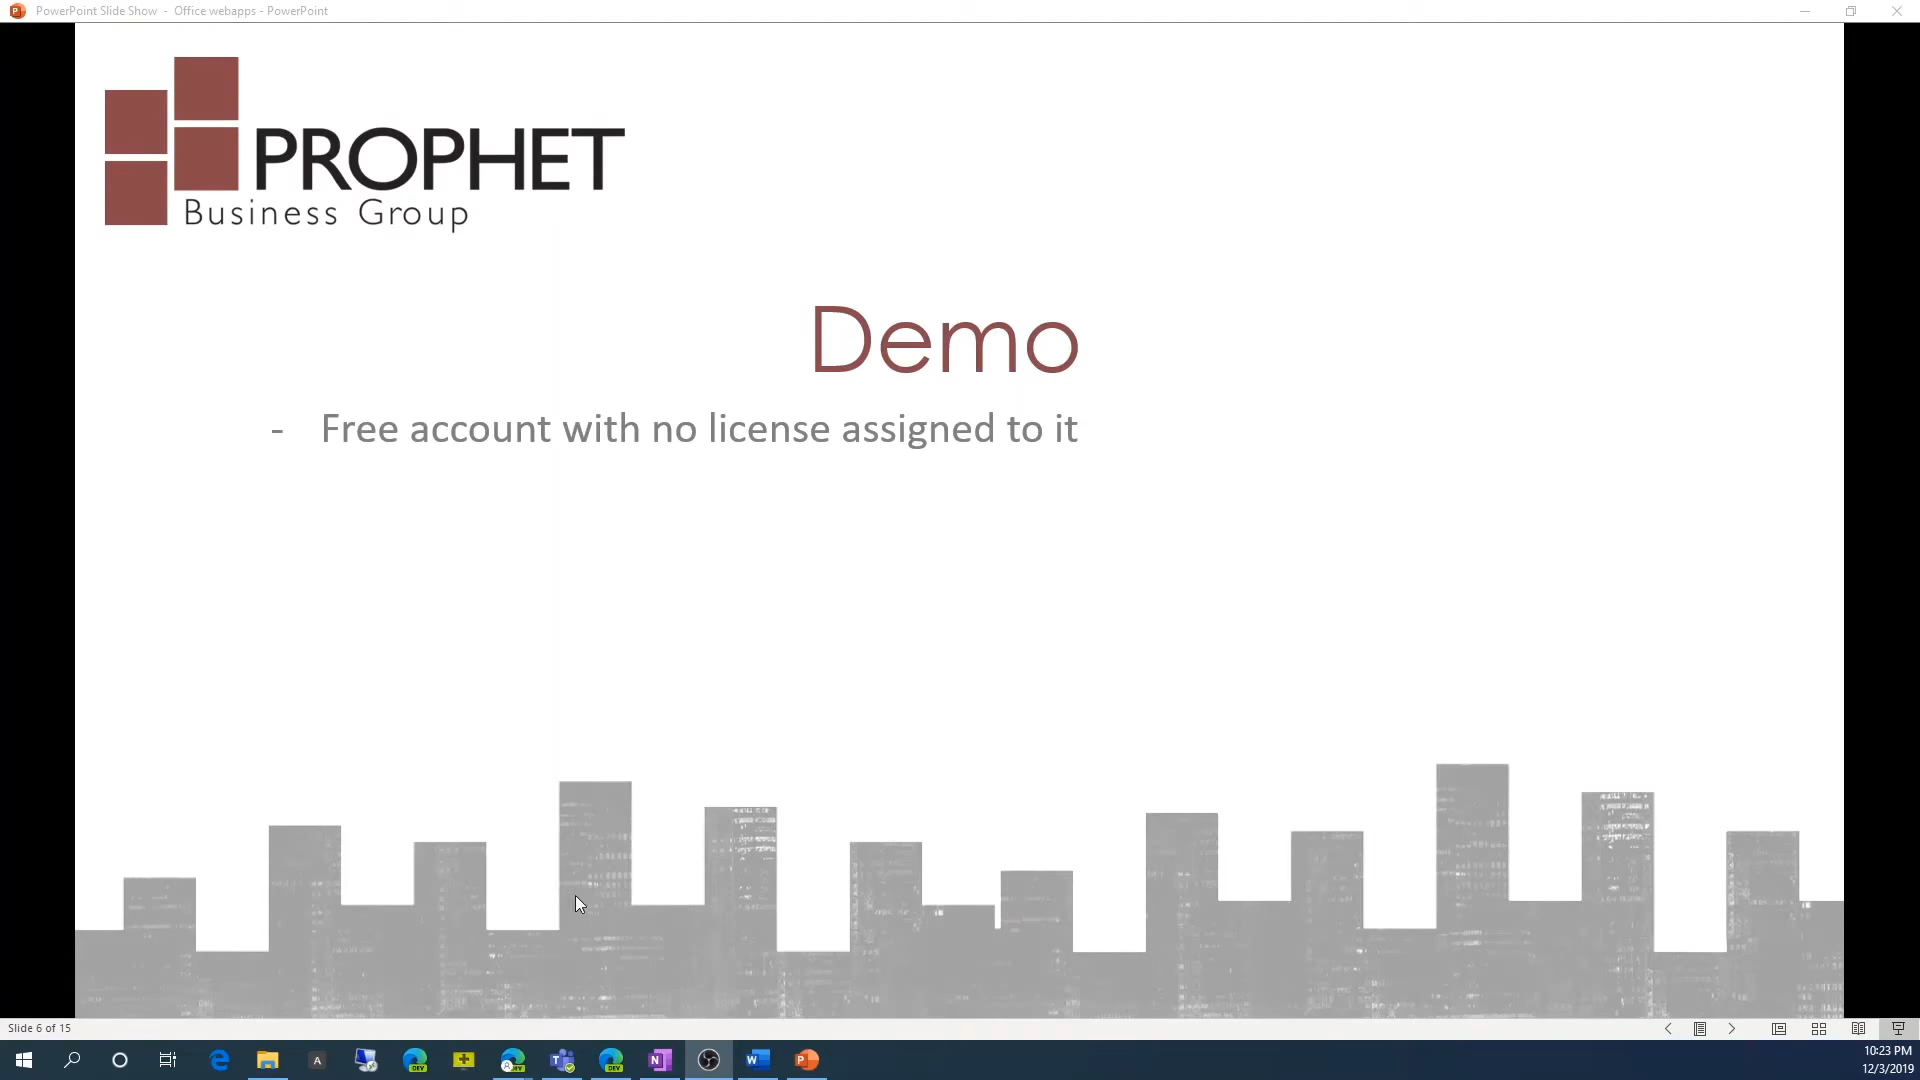 PowerPoint Slide Show - Office webapps - PowerPoint
PROPHET
Business Group
Demo
- Free account with no license assigned to it
Slide 6 of 15
10:23 PM
12/3/2019